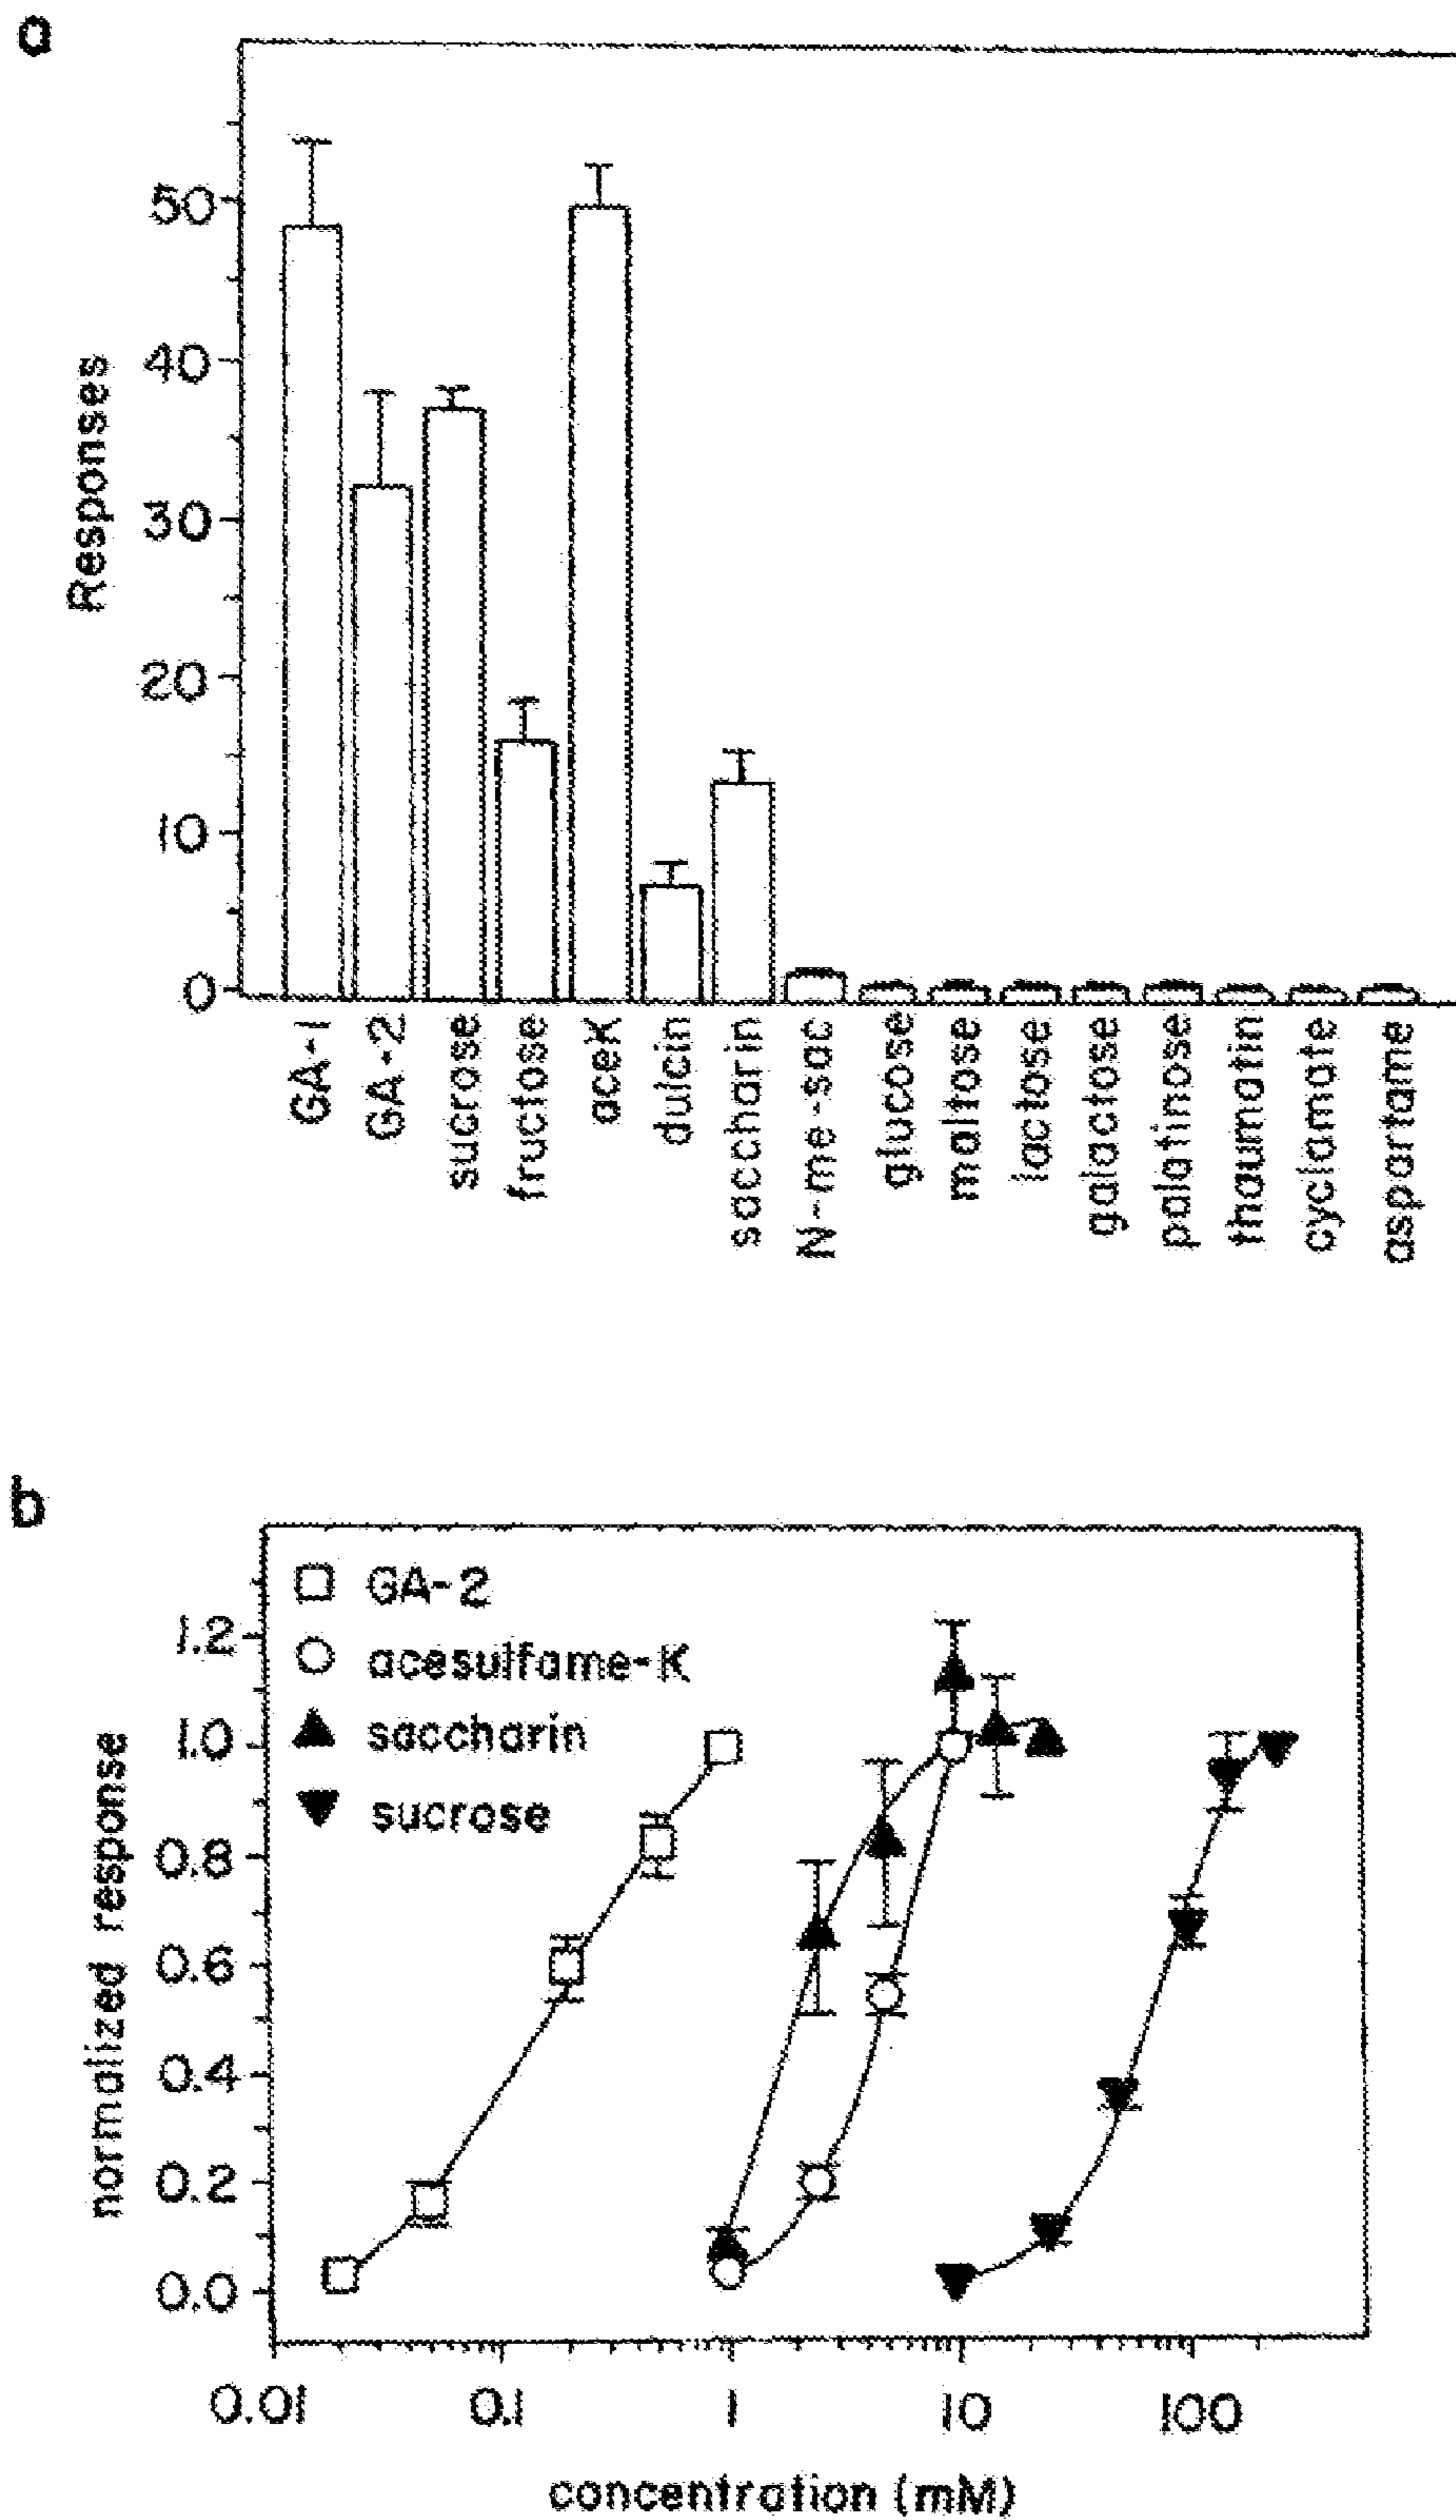 a
Responses
50
40
30
20
10
0
GA-1
GA-2
sucrose
fructose
aceK
dulcin
saccharin
N-me-sac
glucose
maltose
lactose
galactose
palatinose
thaumatin
cyclamate
aspartame
b
GA-2
acesulfame-K
saccharin
sucrose
normalized response
1.2
1.0
0.8
0.6
0.4
0.2
0.0
0.01
0.1
1
10
100
concentration (mM)